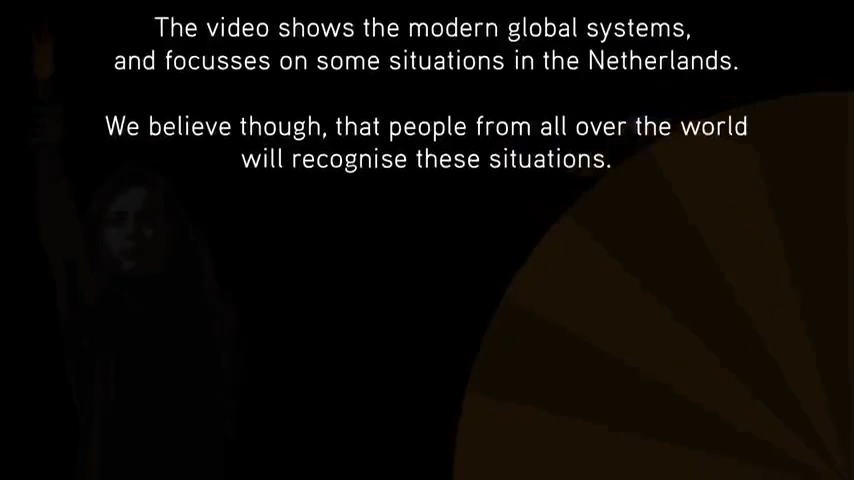 The video shows the modern global systems,
and focusses on some situations in the Netherlands.
We believe though, that people from all over the world
will recognise these situations.